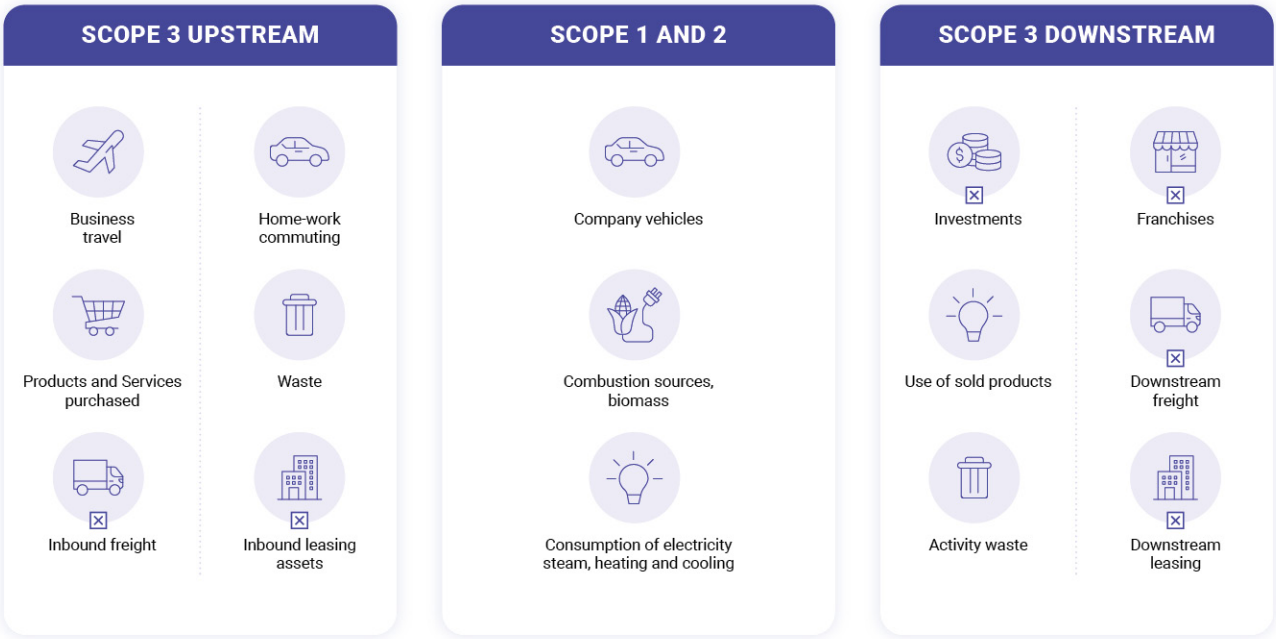 SCOPE 3 UPSTREAM
Business
travel
Home-work
commuting
Products and Services
purchased
Waste
Inbound freight
Inbound leasing
assets
SCOPE 1 AND 2
Company vehicles
Combustion sources,
biomass
Consumption of electricity
steam, heating and cooling
SCOPE 3 DOWNSTREAM
$
Investments
Franchises
Use of sold products
Downstream
freight
Activity waste
Downstream
leasing